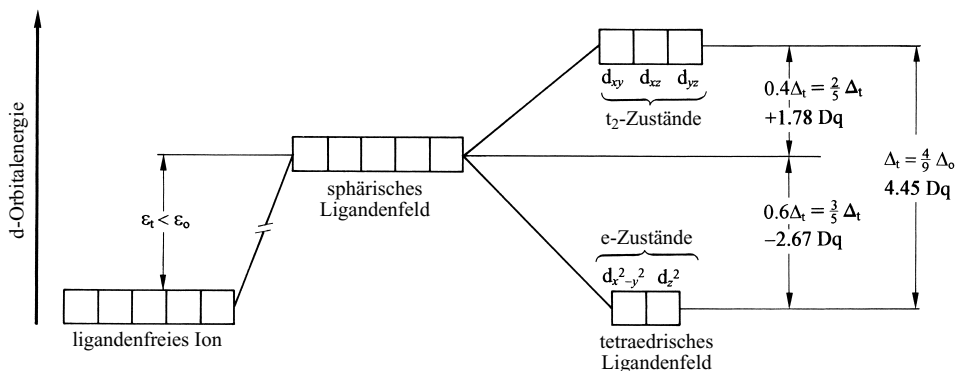 d-Orbitalenergie
ε_t < ε_o
ligandenfreies Ion
sphärisches
Ligandenfeld
d_xy d_xz d_yz
t₂-Zustände
e-Zustände
d_x²–y² d_z²
tetraedrisches
Ligandenfeld
0.4Δ_t = 2/5 Δ_t
+1.78 Dq
0.6Δ_t = 3/5 Δ_t
−2.67 Dq
Δ_t = 4/9 Δ_o
4.45 Dq